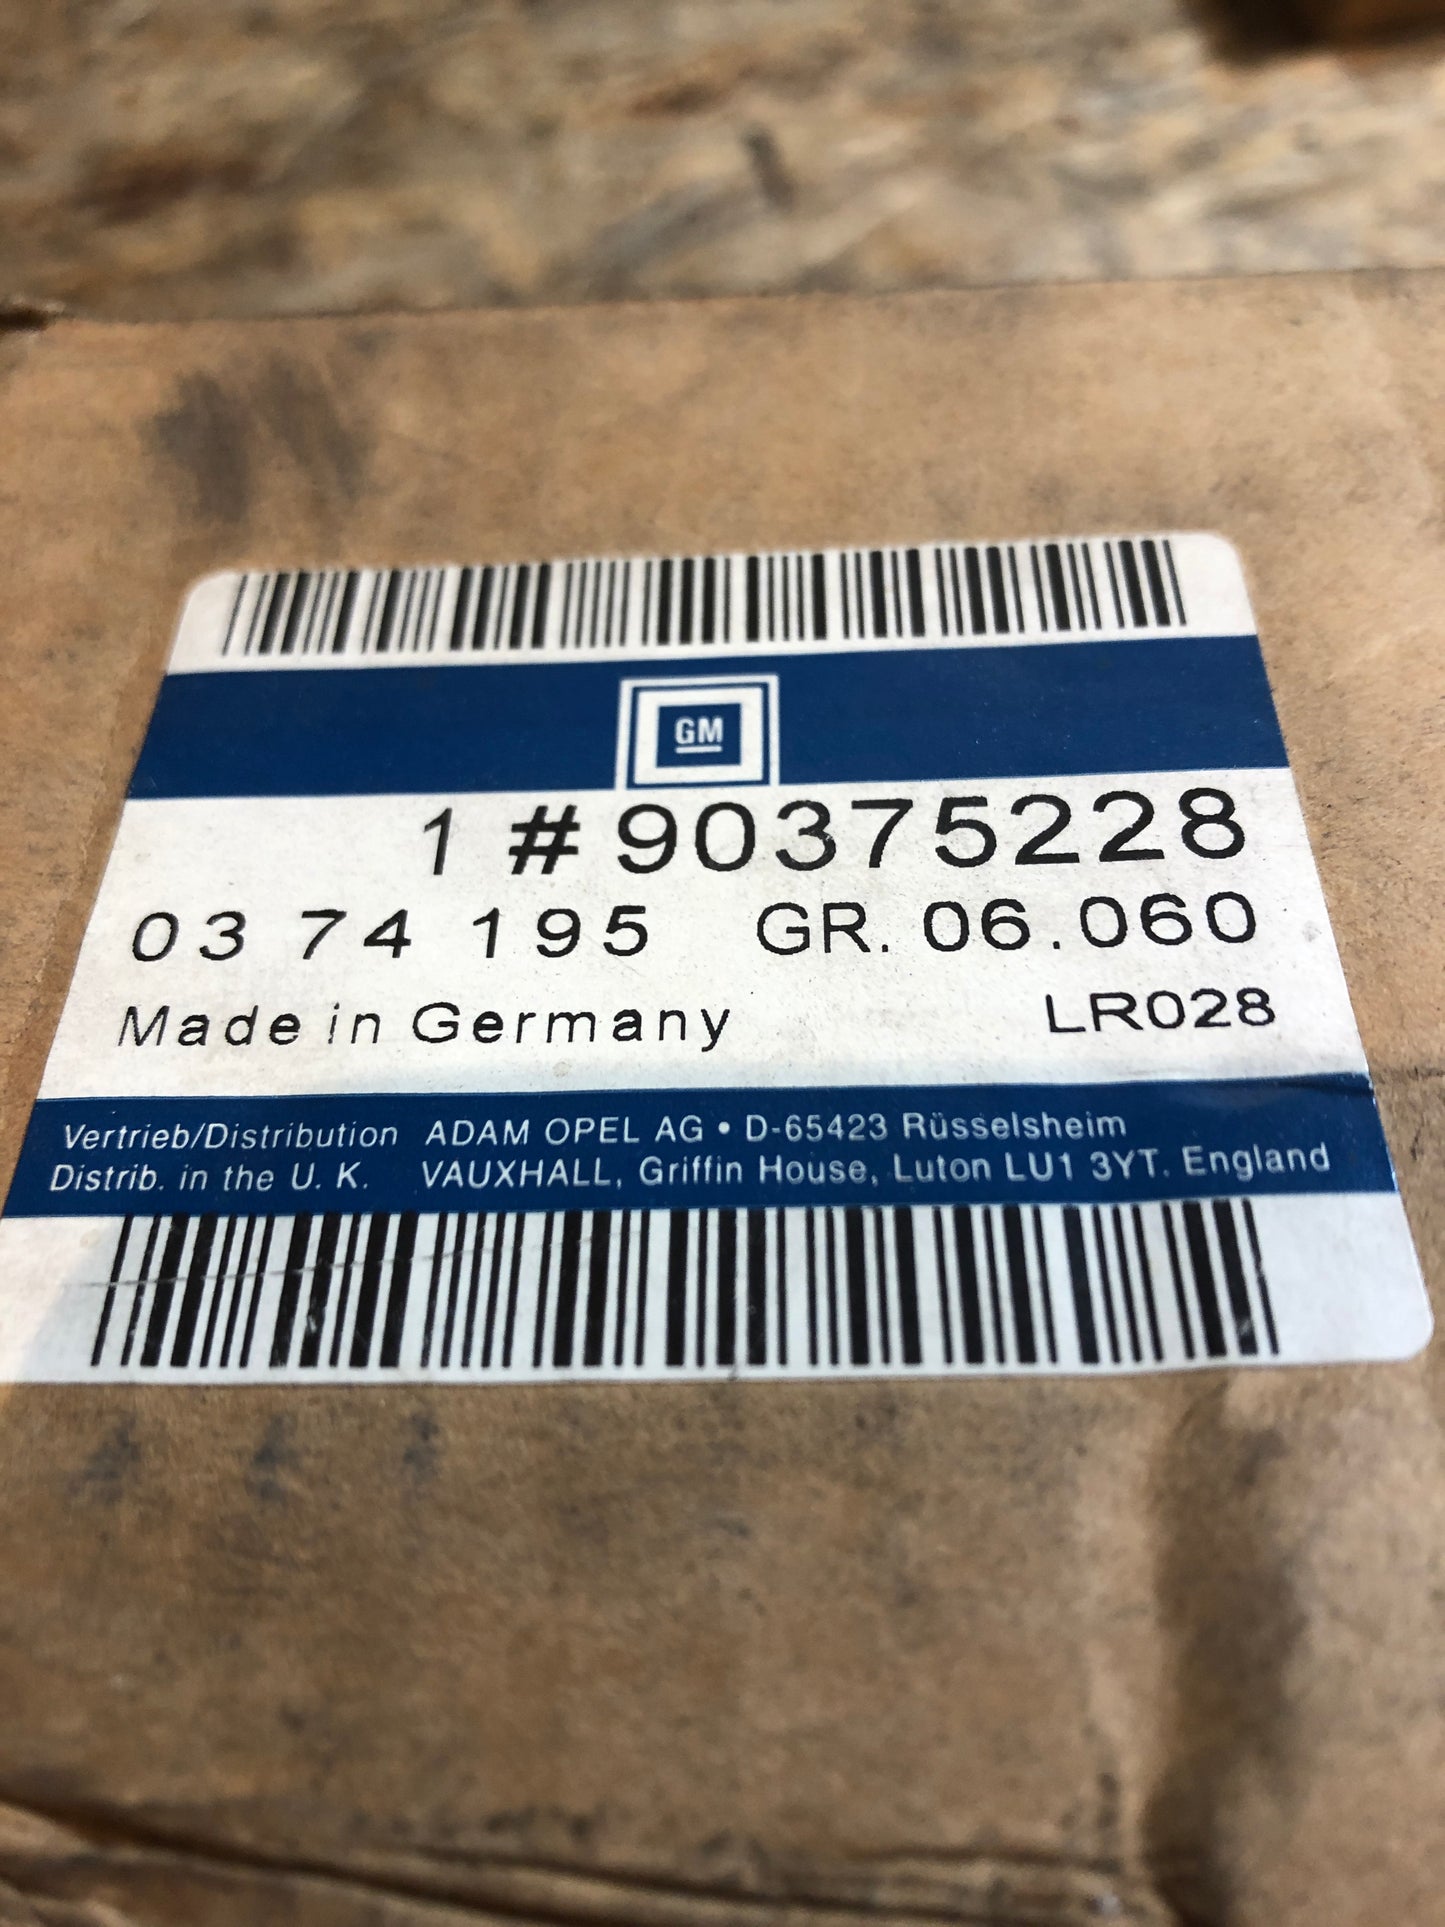 GM
1 #90375228
03 74 195 GR. 06.060
Made in Germany LR028
Vertrieb/Distribution ADAM OPEL AG • D-65423 Rüsselsheim
Distrib. in the U. K. VAUXHALL, Griffin House, Luton LU1 3YT. England